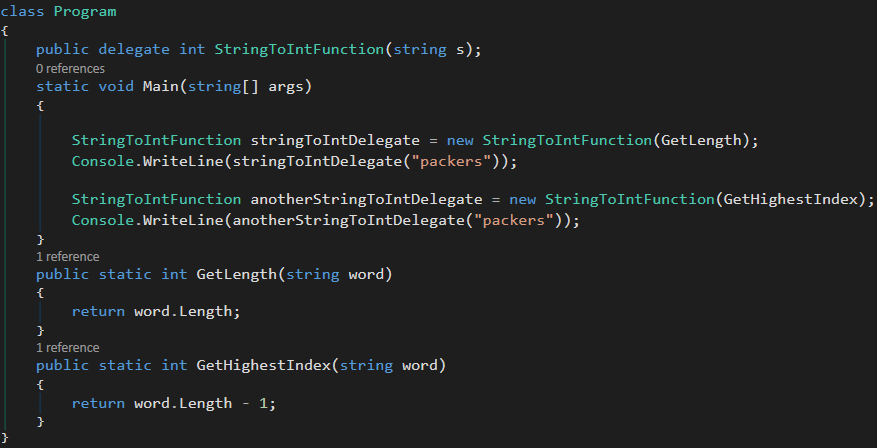 class Program
{
public delegate int StringToIntFunction(string s);
0 references
static void Main(string[] args)
{
StringToIntFunction stringToIntDelegate = new StringToIntFunction(GetLength);
Console.WriteLine(stringToIntDelegate("packers"));
StringToIntFunction anotherStringToIntDelegate = new StringToIntFunction(GetHighestIndex);
Console.WriteLine(anotherStringToIntDelegate("packers"));
}
1 reference
public static int GetLength(string word)
{
return word.Length;
}
1 reference
public static int GetHighestIndex(string word)
{
return word.Length - 1;
}
}